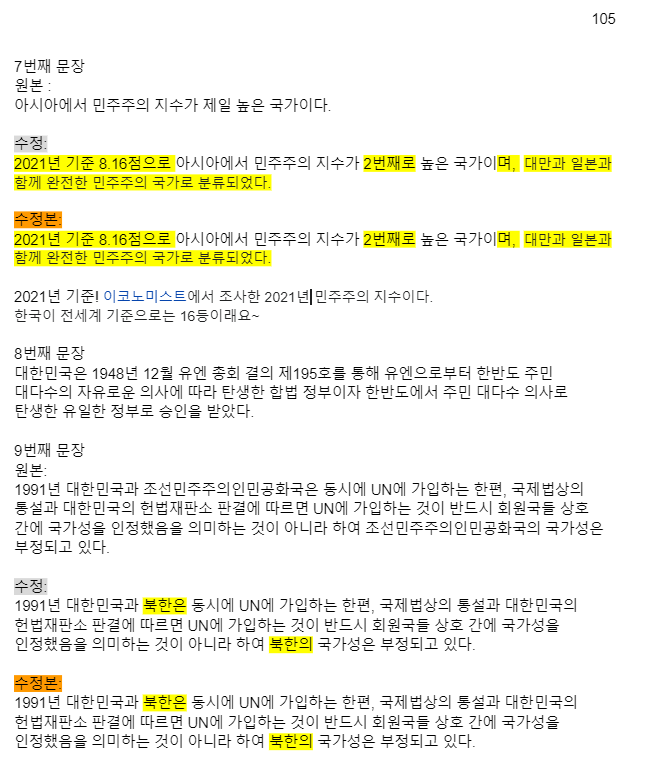 105
7번째 문장
원본 :
아시아에서 민주주의 지수가 제일 높은 국가이다.
수정:
2021년 기준 8.16점으로 아시아에서 민주주의 지수가 2번째로 높은 국가이며, 대만과 일본과
함께 완전한 민주주의 국가로 분류되었다.
수정본:
2021년 기준 8.16점으로 아시아에서 민주주의 지수가 2번째로 높은 국가이며, 대만과 일본과
함께 완전한 민주주의 국가로 분류되었다.
2021년 기준! 이코노미스트에서 조사한 2021년 민주주의 지수이다.
한국이 전세계 기준으로는 16등이래요~
8번째 문장
대한민국은 1948년 12월 유엔 총회 결의 제195호를 통해 유엔으로부터 한반도 주민
대다수의 자유로운 의사에 따라 탄생한 합법 정부이자 한반도에서 주민 대다수 의사로
탄생한 유일한 정부로 승인을 받았다.
9번째 문장
원본:
1991년 대한민국과 조선민주주의인민공화국은 동시에 UN에 가입하는 한편, 국제법상의
통설과 대한민국의 헌법재판소 판결에 따르면 UN에 가입하는 것이 반드시 회원국들 상호
간에 국가성을 인정했음을 의미하는 것이 아니라 하여 조선민주주의인민공화국의 국가성은
부정되고 있다.
수정:
1991년 대한민국과 북한은 동시에 UN에 가입하는 한편, 국제법상의 통설과 대한민국의
헌법재판소 판결에 따르면 UN에 가입하는 것이 반드시 회원국들 상호 간에 국가성을
인정했음을 의미하는 것이 아니라 하여 북한의 국가성은 부정되고 있다.
수정본:
1991년 대한민국과 북한은 동시에 UN에 가입하는 한편, 국제법상의 통설과 대한민국의
헌법재판소 판결에 따르면 UN에 가입하는 것이 반드시 회원국들 상호 간에 국가성을
인정했음을 의미하는 것이 아니라 하여 북한의 국가성은 부정되고 있다.